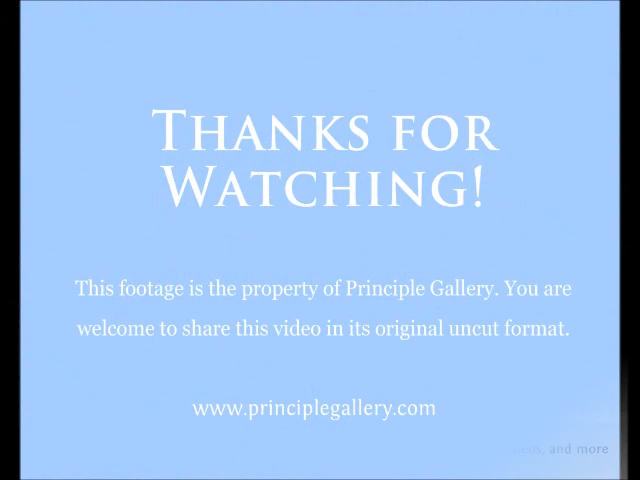 THANKS FOR
WATCHING!
This footage is the property of Principle Gallery. You are
welcome to share this video in its original uncut format.
www.principlegallery.com
and more